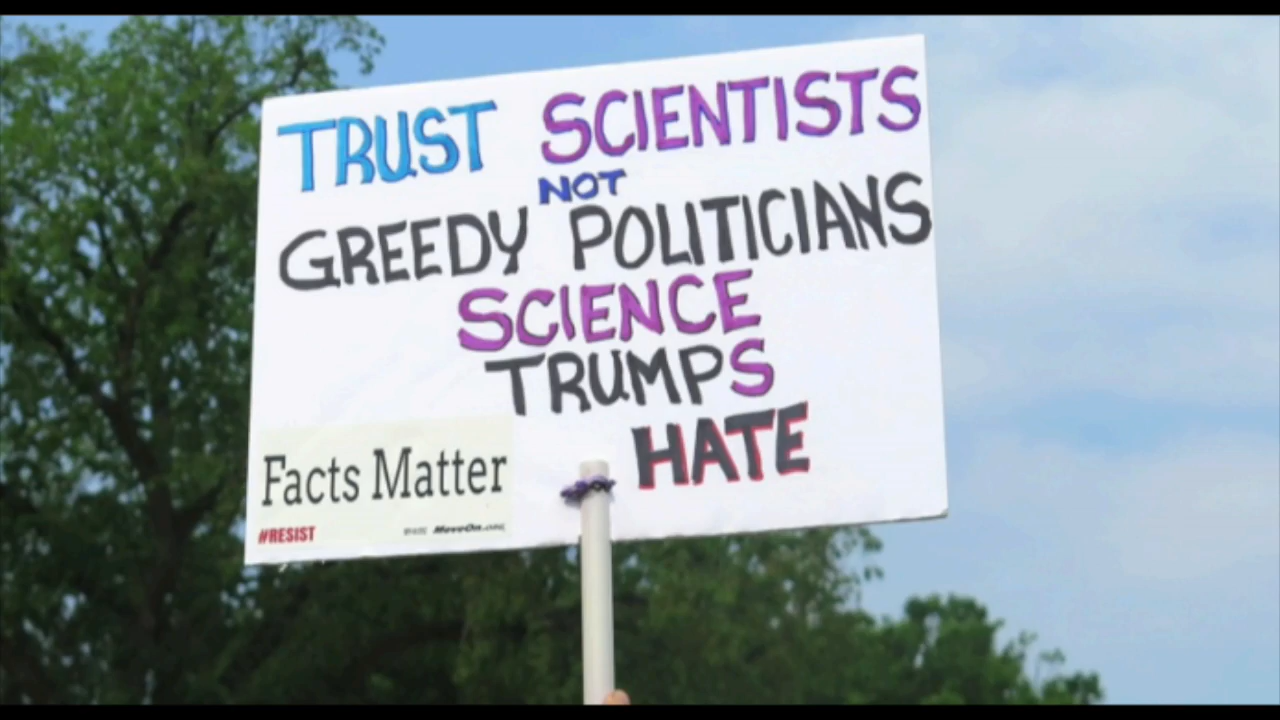 TRUST SCIENTISTS
NOT
GREEDY POLITICIANS
SCIENCE
TRUMPS
HATE
Facts Matter
#RESIST
MoveOn.org